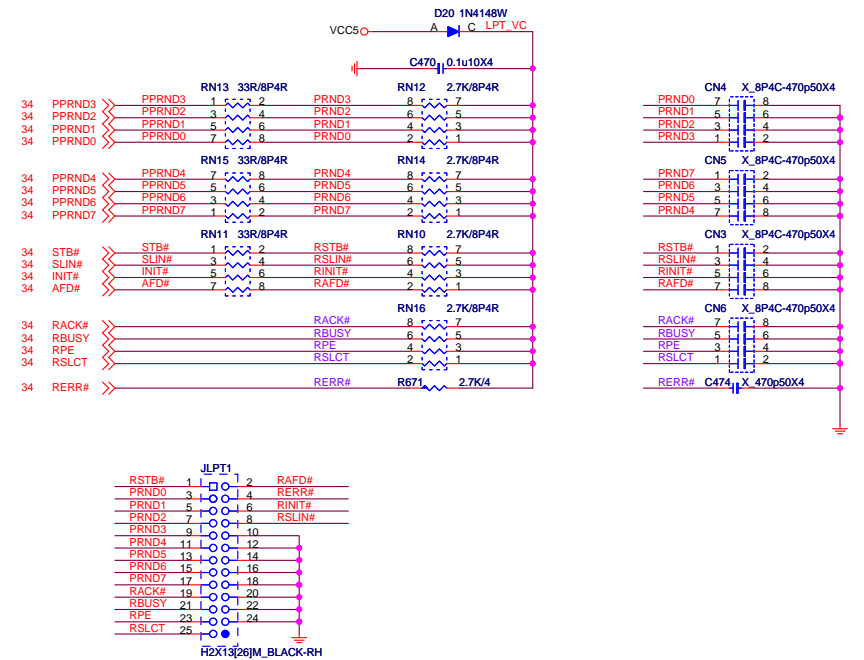 D20 1N4148W
VCC5 A C LPT_VC
C470 0.1u10X4
RN13 33R/8P4R RN12 2.7K/8P4R CN4 X_8P4C-470p50X4
34 PPRND3 PPRND3 1 2 PRND3 8 7 PRND0 7 8
34 PPRND2 PPRND2 3 4 PRND2 6 5 PRND1 5 6
34 PPRND1 PPRND1 5 6 PRND1 4 3 PRND2 3 4
34 PPRND0 PPRND0 7 8 PRND0 2 1 PRND3 1 2
RN15 33R/8P4R RN14 2.7K/8P4R CN5 X_8P4C-470p50X4
34 PPRND4 PPRND4 7 8 PRND4 8 7 PRND7 1 2
34 PPRND5 PPRND5 5 6 PRND5 6 5 PRND6 3 4
34 PPRND6 PPRND6 3 4 PRND6 4 3 PRND5 5 6
34 PPRND7 PPRND7 1 2 PRND7 2 1 PRND4 7 8
RN11 33R/8P4R RN10 2.7K/8P4R CN3 X_8P4C-470p50X4
34 STB# STB# 1 2 RSTB# 8 7 RSTB# 1 2
34 SLIN# SLIN# 3 4 RSLIN# 6 5 RSLIN# 3 4
34 INIT# INIT# 5 6 RINIT# 4 3 RINIT# 5 6
34 AFD# AFD# 7 8 RAFD# 2 1 RAFD# 7 8
RN16 2.7K/8P4R CN6 X_8P4C-470p50X4
34 RACK# RACK# 8 7 RACK# 7 8
34 RBUSY RBUSY 6 5 RBUSY 5 6
34 RPE RPE 4 3 RPE 3 4
34 RSLCT RSLCT 2 1 RSLCT 1 2
34 RERR# RERR# R671 2.7K/4 RERR# C474 X_470p50X4
JLPT1
RSTB# 1 2 RAFD#
PRND0 3 4 RERR#
PRND1 5 6 RINIT#
PRND2 7 8 RSLIN#
PRND3 9 10
PRND4 11 12
PRND5 13 14
PRND6 15 16
PRND7 17 18
RACK# 19 20
RBUSY 21 22
RPE 23 24
RSLCT 25
H2X13[26]M_BLACK-RH